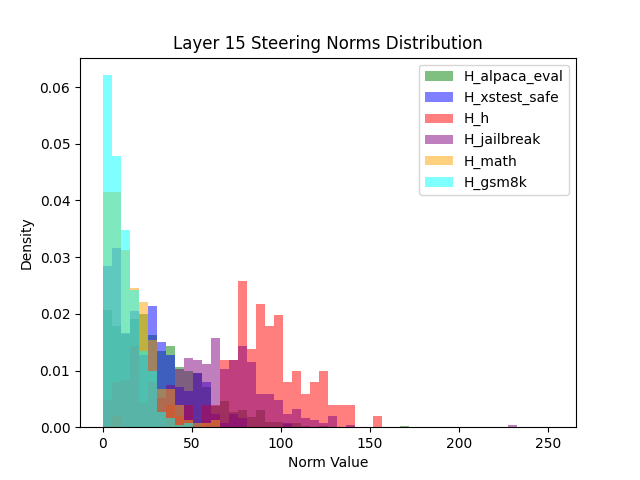 Layer 15 Steering Norms Distribution
H_alpaca_eval
H_xstest_safe
H_h
H_jailbreak
H_math
H_gsm8k
0.06
0.05
0.04
0.03
0.02
0.01
0.00
Density
0 50 100 150 200 250
Norm Value